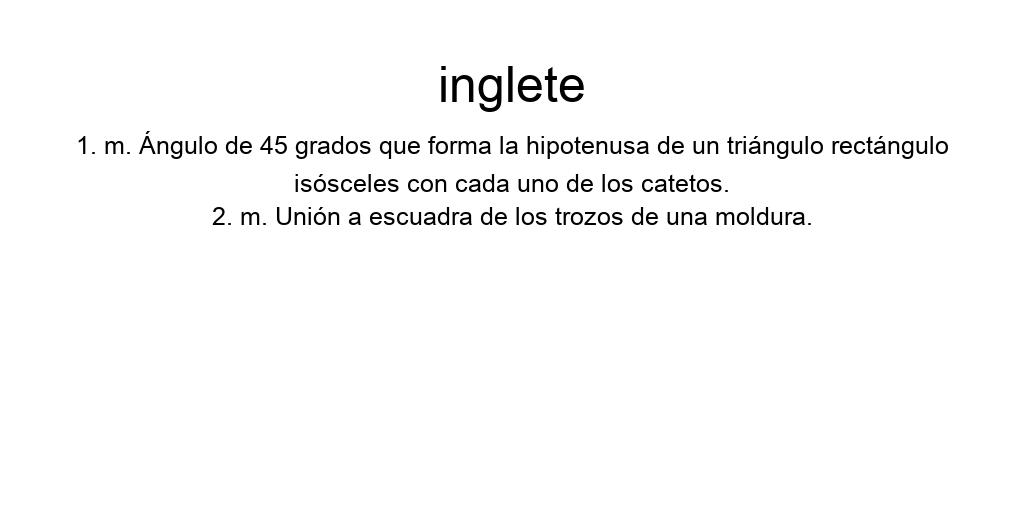 inglete
1. m. Ángulo de 45 grados que forma la hipotenusa de un triángulo rectángulo
isósceles con cada uno de los catetos.
2. m. Unión a escuadra de los trozos de una moldura.